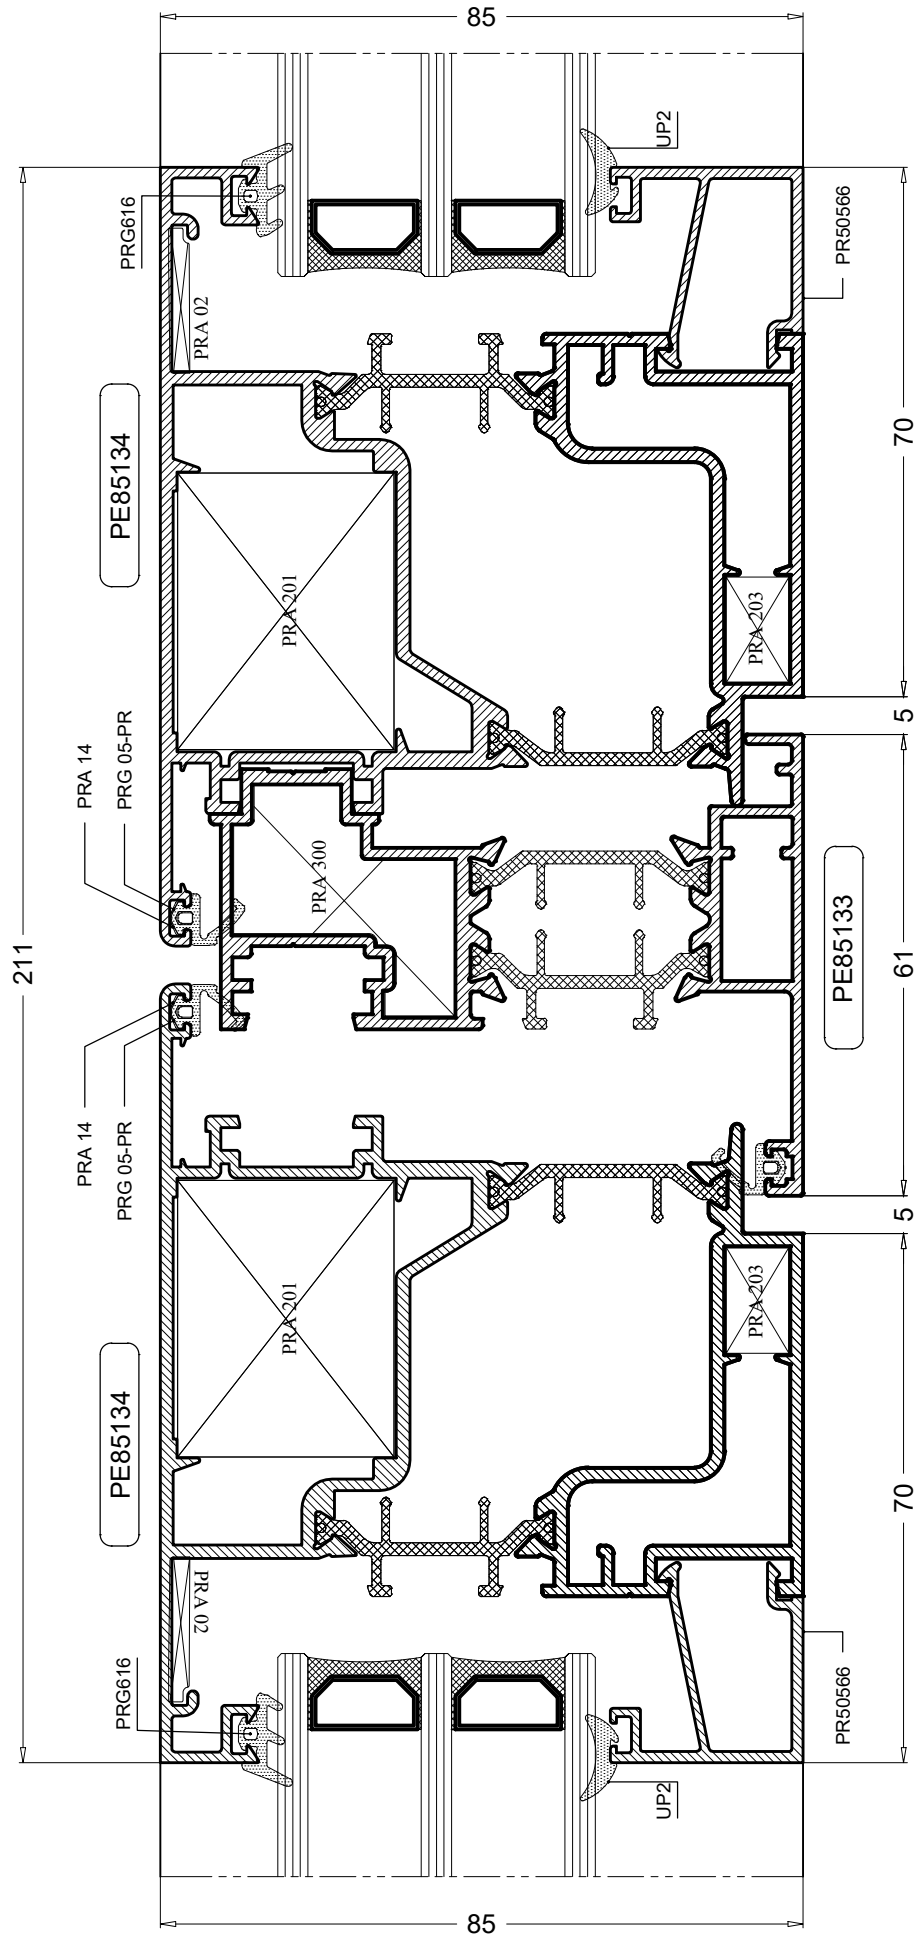 85
UP2
PRG616
PR50566
PRA 02
PE85134
70
PRA 201
PRA 203
5
PRA 14
PRG 05-PR
PRA 300
211
61
PE85133
PRA 14
PRG 05-PR
5
PRA 201
PRA 203
PE85134
70
PRA 02
PRG616
PR50566
UP2
85